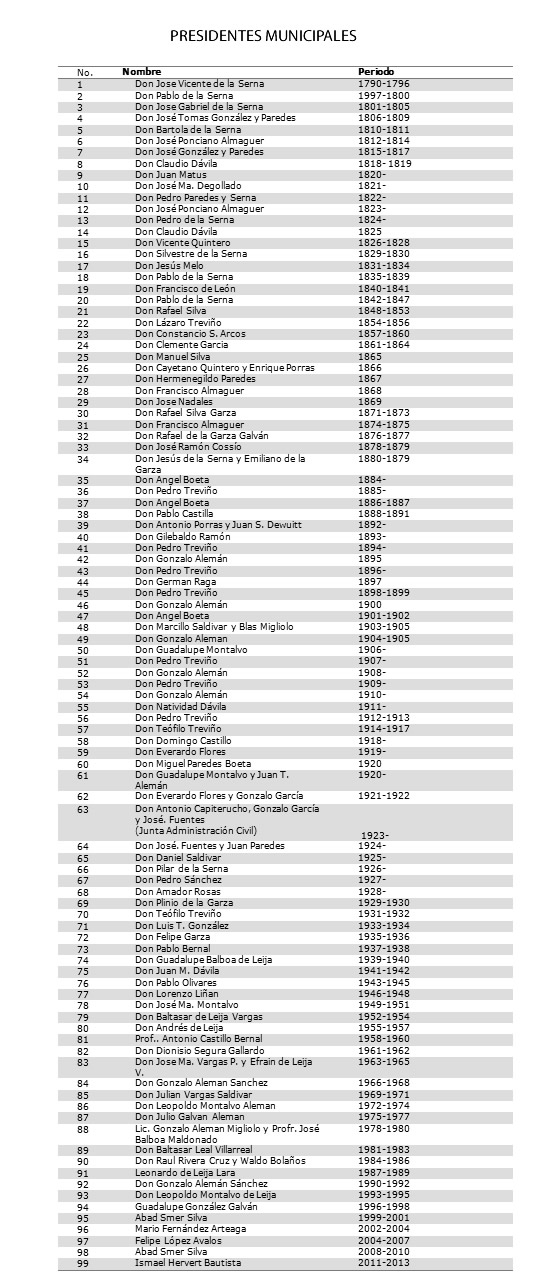 PRESIDENTES MUNICIPALES
No. Nombre Periodo
1 Don Jose Vicente de la Serna 1790-1796
2 Don Pablo de la Serna 1997-1800
3 Don Jose Gabriel de la Serna 1801-1805
4 Don José Tomas González y Paredes 1806-1809
5 Don Bartola de la Serna 1810-1811
6 Don José Ponciano Almaguer 1812-1814
7 Don José González y Paredes 1815-1817
8 Don Claudio Dávila 1818- 1819
9 Don Juan Matus 1820-
10 Don José Ma. Degollado 1821-
11 Don Pedro Paredes y Serna 1822-
12 Don José Ponciano Almaguer 1823-
13 Don Pedro de la Serna 1824-
14 Don Claudio Dávila 1825
15 Don Vicente Quintero 1826-1828
16 Don Silvestre de la Serna 1829-1830
17 Don Jesús Melo 1831-1834
18 Don Pablo de la Serna 1835-1839
19 Don Francisco de León 1840-1841
20 Don Pablo de la Serna 1842-1847
21 Don Rafael Silva 1848-1853
22 Don Lázaro Treviño 1854-1856
23 Don Constancio S. Arcos 1857-1860
24 Don Clemente Garcia 1861-1864
25 Don Manuel Silva 1865
26 Don Cayetano Quintero y Enrique Porras 1866
27 Don Hermenegildo Paredes 1867
28 Don Francisco Almaguer 1868
29 Don Jose Nadales 1869
30 Don Rafael Silva Garza 1871-1873
31 Don Francisco Almaguer 1874-1875
32 Don Rafael de la Garza Galván 1876-1877
33 Don José Ramón Cossío 1878-1879
34 Don Jesús de la Serna y Emiliano de la 1880-1879
Garza
35 Don Angel Boeta 1884-
36 Don Pedro Treviño 1885-
37 Don Angel Boeta 1886-1887
38 Don Pablo Castilla 1888-1891
39 Don Antonio Porras y Juan S. Dewuitt 1892-
40 Don Gilebaldo Ramón 1893-
41 Don Pedro Treviño 1894-
42 Don Gonzalo Alemán 1895
43 Don Pedro Treviño 1896-
44 Don German Raga 1897
45 Don Pedro Treviño 1898-1899
46 Don Gonzalo Alemán 1900
47 Don Angel Boeta 1901-1902
48 Don Marcillo Saldivar y Blas Migliolo 1903-1905
49 Don Gonzalo Aleman 1904-1905
50 Don Guadalupe Montalvo 1906-
51 Don Pedro Treviño 1907-
52 Don Gonzalo Alemán 1908-
53 Don Pedro Treviño 1909-
54 Don Gonzalo Alemán 1910-
55 Don Natividad Dávila 1911-
56 Don Pedro Treviño 1912-1913
57 Don Teófilo Treviño 1914-1917
58 Don Domingo Castillo 1918-
59 Don Everardo Flores 1919-
60 Don Miguel Paredes Boeta 1920
61 Don Guadalupe Montalvo y Juan T. 1920-
Alemán
62 Don Everardo Flores y Gonzalo García 1921-1922
63 Don Antonio Capiterucho, Gonzalo García
y José. Fuentes
(Junta Administración Civil)
1923-
64 Don José. Fuentes y Juan Paredes 1924-
65 Don Daniel Saldivar 1925-
66 Don Pilar de la Serna 1926-
67 Don Pedro Sánchez 1927-
68 Don Amador Rosas 1928-
69 Don Plinio de la Garza 1929-1930
70 Don Teófilo Treviño 1931-1932
71 Don Luis T. González 1933-1934
72 Don Felipe Garza 1935-1936
73 Don Pablo Bernal 1937-1938
74 Don Guadalupe Balboa de Leija 1939-1940
75 Don Juan M. Dávila 1941-1942
76 Don Pablo Olivares 1943-1945
77 Don Lorenzo Liñan 1946-1948
78 Don José Ma. Montalvo 1949-1951
79 Don Baltasar de Leija Vargas 1952-1954
80 Don Andrés de Leija 1955-1957
81 Prof.. Antonio Castillo Bernal 1958-1960
82 Don Dionisio Segura Gallardo 1961-1962
83 Don Jose Ma. Vargas P. y Efrain de Leija 1963-1965
V.
84 Don Gonzalo Aleman Sanchez 1966-1968
85 Don Julian Vargas Saldivar 1969-1971
86 Don Leopoldo Montalvo Aleman 1972-1974
87 Don Julio Galvan Aleman 1975-1977
88 Lic. Gonzalo Aleman Migliolo y Profr. José 1978-1980
Balboa Maldonado
89 Don Baltasar Leal Villarreal 1981-1983
90 Don Raul Rivera Cruz y Waldo Bolaños 1984-1986
91 Leonardo de Leija Lara 1987-1989
92 Don Gonzalo Alemán Sánchez 1990-1992
93 Don Leopoldo Montalvo de Leija 1993-1995
94 Guadalupe González Galván 1996-1998
95 Abad Smer Silva 1999-2001
96 Mario Fernández Arteaga 2002-2004
97 Felipe López Avalos 2004-2007
98 Abad Smer Silva 2008-2010
99 Ismael Hervert Bautista 2011-2013